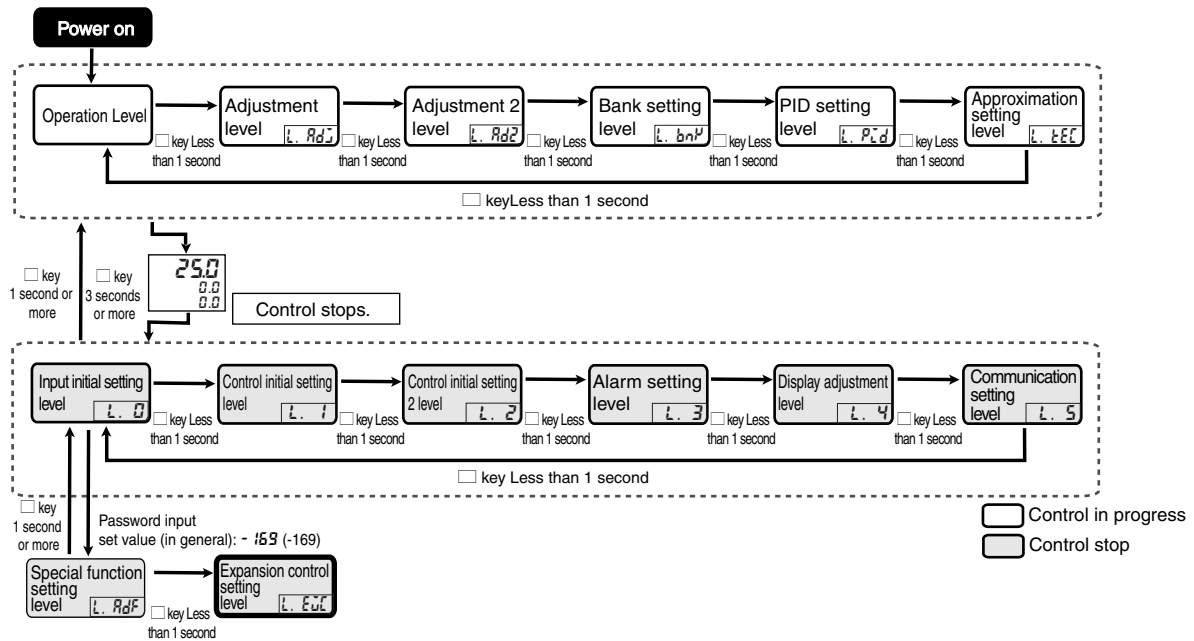 Power on
Operation Level
Adjustment
level
L. AdJ
Adjustment 2
level
L. Ad2
Bank setting
level
L. bnK
PID setting
level
L. Pid
Approximation
setting
level
L. tEC
□ key Less
than 1 second
□ key Less
than 1 second
□ key Less
than 1 second
□ key Less
than 1 second
□ key Less
than 1 second
□ keyLess than 1 second
□ key
1 second or
more
□ key
3 seconds
or more
25.0
0.0
0.0
Control stops.
Input initial setting
level
L. 0
Control initial setting
level
L. 1
Control initial setting
2 level
L. 2
Alarm setting
level
L. 3
Display adjustment
level
L. 4
Communication
setting
level
L. 5
□ key Less
than 1 second
□ key Less
than 1 second
□ key Less
than 1 second
□ key Less
than 1 second
□ key Less
than 1 second
□ key Less than 1 second
□ key
1 second
or more
Password input
set value (in general): - 169 (-169)
Control in progress
Control stop
Special function
setting
level
L. AdF
□ key Less
than 1 second
Expansion control
setting
level
L. EuC